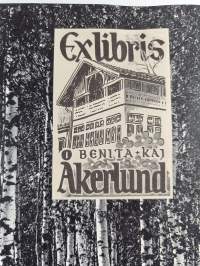 Exlibris
BENITA + KAJ
Åkerlund